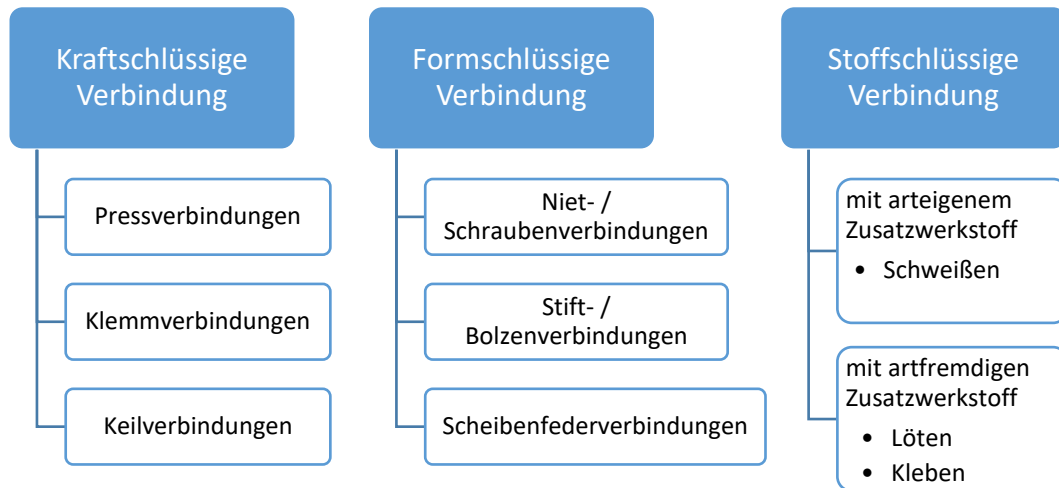 Kraftschlüssige
Verbindung
Pressverbindungen
Klemmverbindungen
Keilverbindungen
Formschlüssige
Verbindung
Niet- /
Schraubenverbindungen
Stift- /
Bolzenverbindungen
Scheibenfederverbindungen
Stoffschlüssige
Verbindung
mit arteigenem
Zusatzwerkstoff
• Schweißen
mit artfremdigen
Zusatzwerkstoff
• Löten
• Kleben